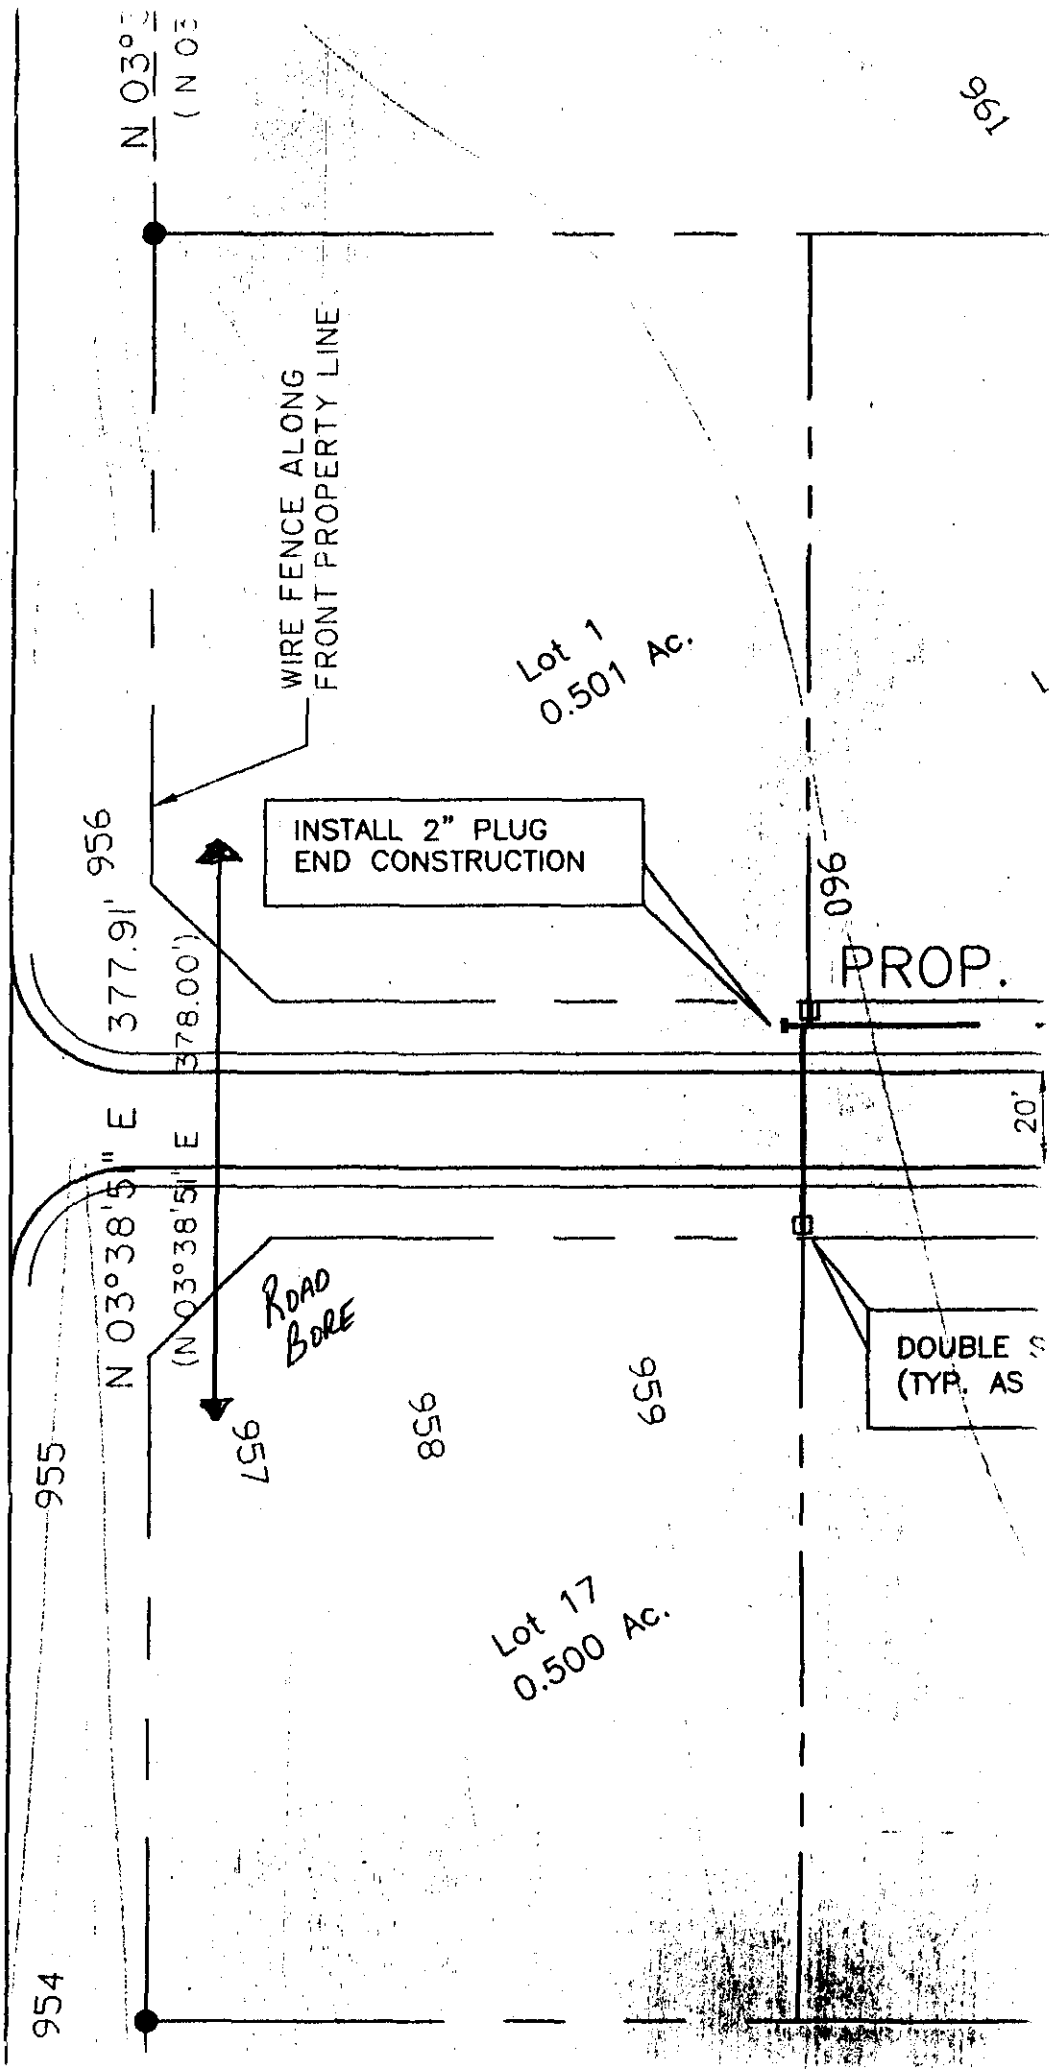 N 03°
( N 03
961
WIRE FENCE ALONG
FRONT PROPERTY LINE
Lot 1
0.501 Ac.
INSTALL 2" PLUG
END CONSTRUCTION
956
960
PROP.
N 03°38'5" E 377.91'
(N 03°38'51" E 378.00')
20'
ROAD
BORE
DOUBLE
(TYP. AS
955
957
958
959
Lot 17
0.500 Ac.
954